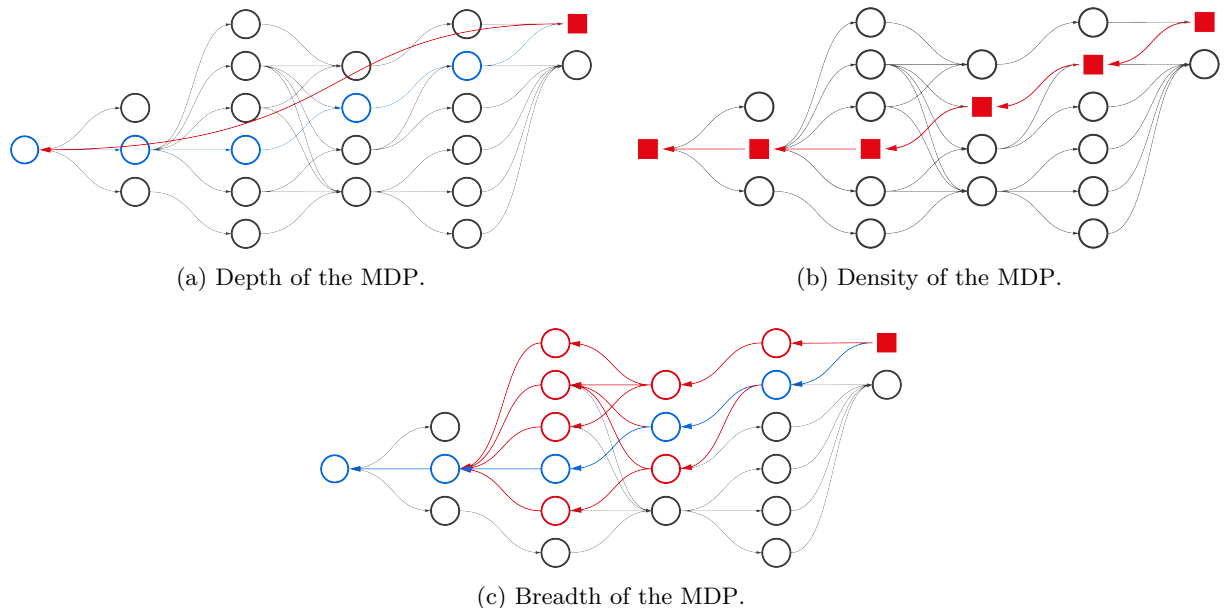 (a) Depth of the MDP.
(b) Density of the MDP.
(c) Breadth of the MDP.